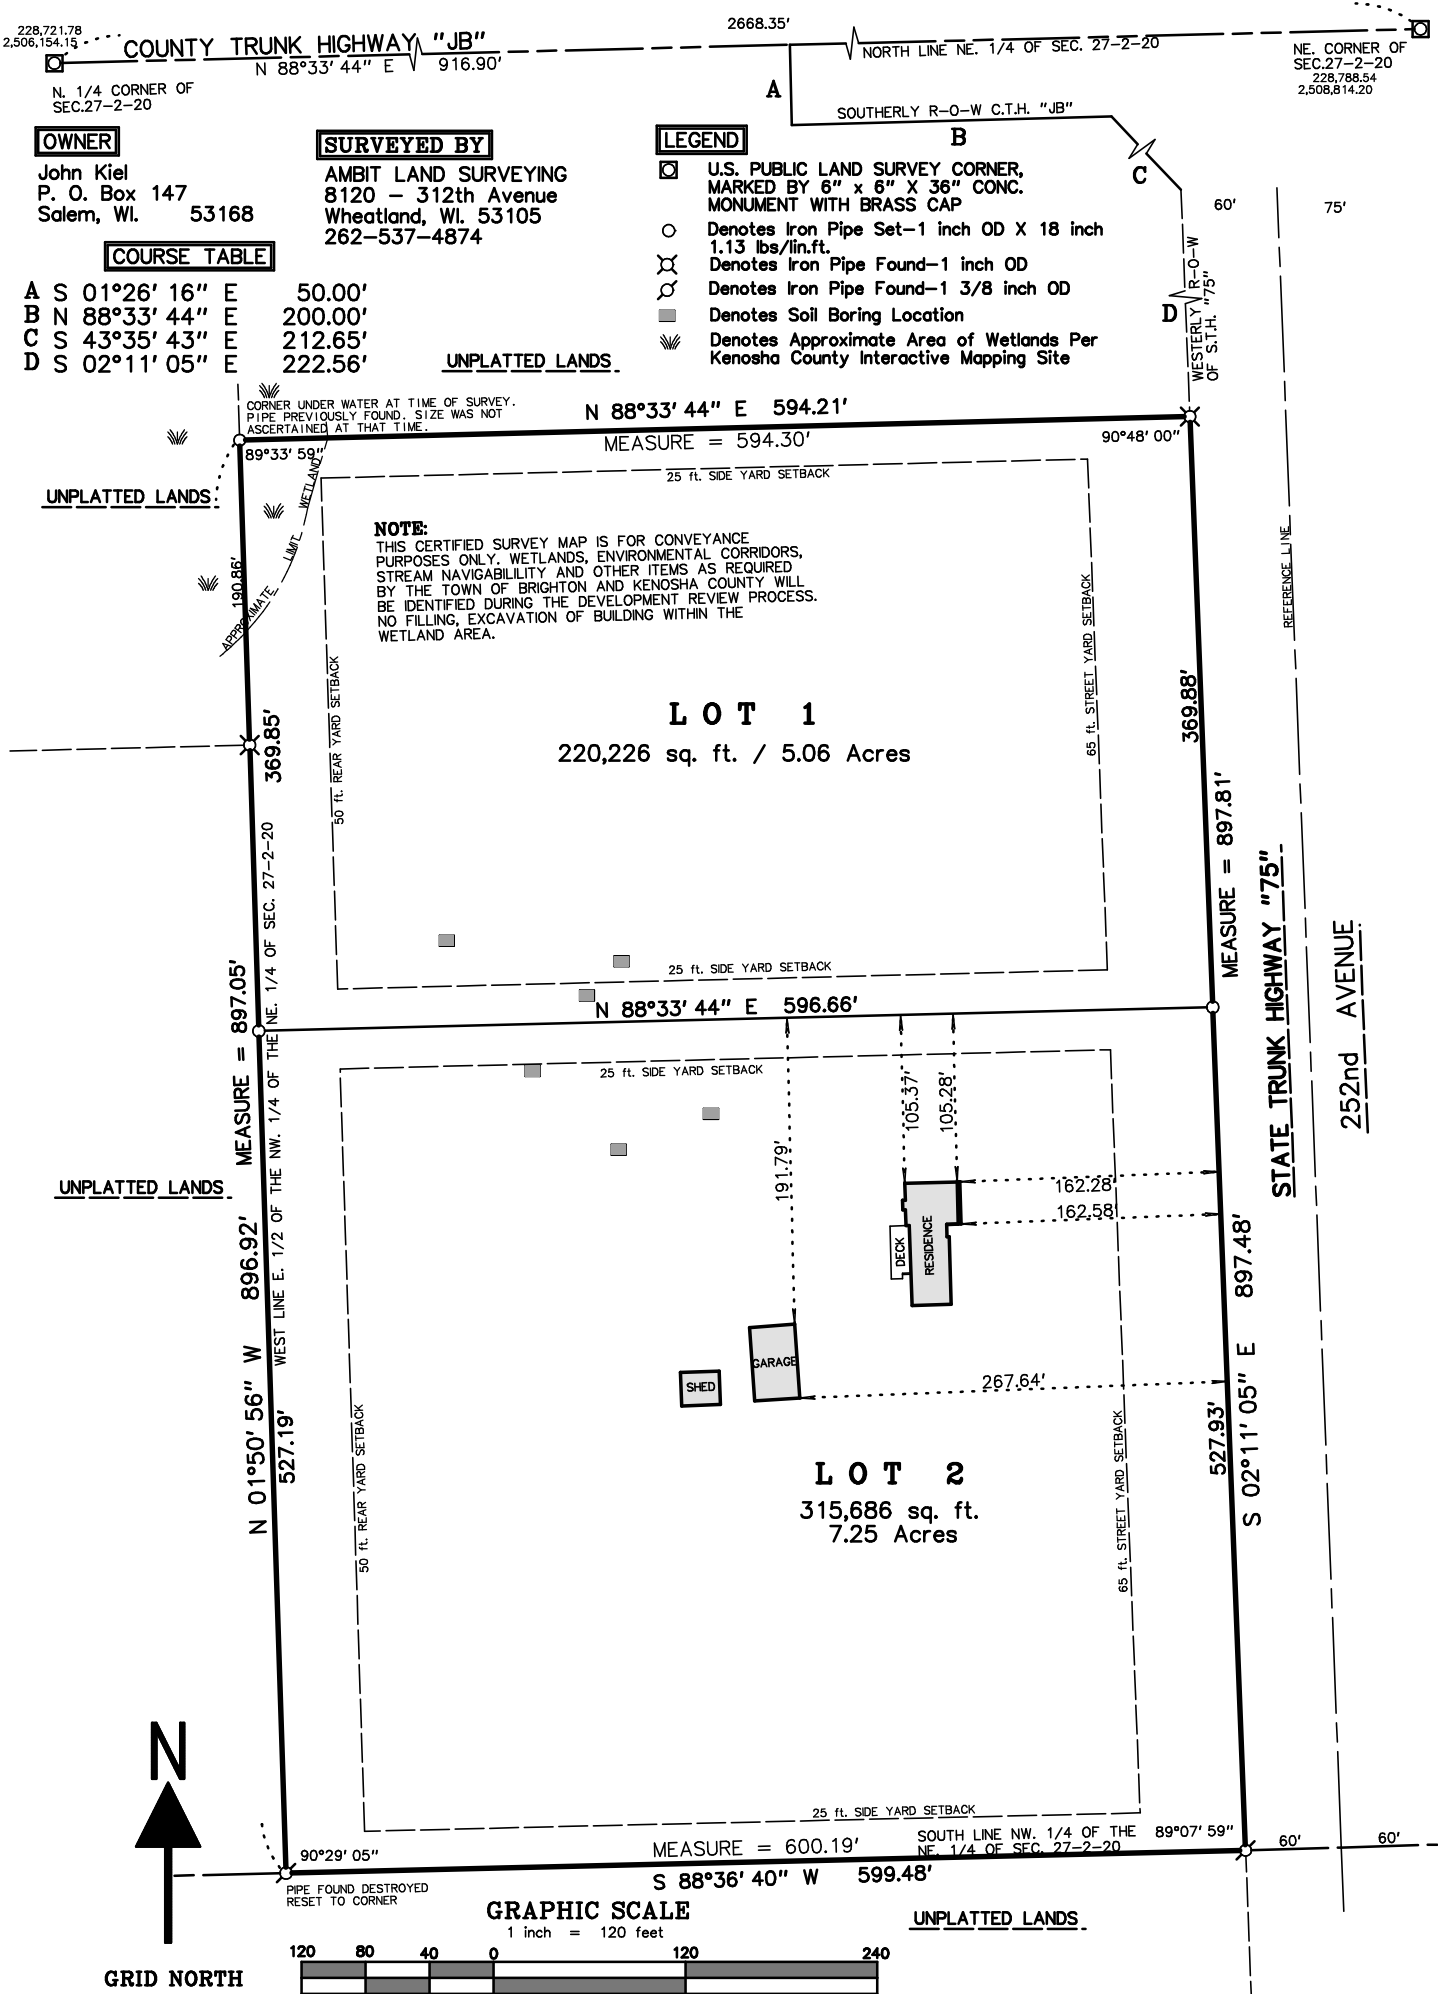 228,721.78
2,506,154.15
COUNTY TRUNK HIGHWAY "JB"
N 88°33' 44" E 916.90'
2668.35'
NORTH LINE NE. 1/4 OF SEC. 27-2-20
NE. CORNER OF
SEC.27-2-20
228,788.54
2,508,814.20
N. 1/4 CORNER OF
SEC.27-2-20
A
SOUTHERLY R-O-W C.T.H. "JB"
B
C
60'
75'
D
WESTERLY R-O-W
OF S.T.H. "75"
OWNER
John Kiel
P. O. Box 147
Salem, WI. 53168
SURVEYED BY
AMBIT LAND SURVEYING
8120 - 312th Avenue
Wheatland, WI. 53105
262-537-4874
LEGEND
U.S. PUBLIC LAND SURVEY CORNER,
MARKED BY 6" x 6" X 36" CONC.
MONUMENT WITH BRASS CAP
Denotes Iron Pipe Set-1 inch OD X 18 inch
1.13 lbs/lin.ft.
Denotes Iron Pipe Found-1 inch OD
Denotes Iron Pipe Found-1 3/8 inch OD
Denotes Soil Boring Location
Denotes Approximate Area of Wetlands Per
Kenosha County Interactive Mapping Site
COURSE TABLE
A S 01°26' 16" E 50.00'
B N 88°33' 44" E 200.00'
C S 43°35' 43" E 212.65'
D S 02°11' 05" E 222.56'
UNPLATTED LANDS
CORNER UNDER WATER AT TIME OF SURVEY.
PIPE PREVIOUSLY FOUND. SIZE WAS NOT
ASCERTAINED AT THAT TIME.
N 88°33' 44" E 594.21'
MEASURE = 594.30'
89°33' 59"
90°48' 00"
25 ft. SIDE YARD SETBACK
UNPLATTED LANDS
APPROXIMATE LIMIT WETLAND
190.86'
NOTE:
THIS CERTIFIED SURVEY MAP IS FOR CONVEYANCE
PURPOSES ONLY. WETLANDS, ENVIRONMENTAL CORRIDORS,
STREAM NAVIGABILILITY AND OTHER ITEMS AS REQUIRED
BY THE TOWN OF BRIGHTON AND KENOSHA COUNTY WILL
BE IDENTIFIED DURING THE DEVELOPMENT REVIEW PROCESS.
NO FILLING, EXCAVATION OF BUILDING WITHIN THE
WETLAND AREA.
REFERENCE LINE
50 ft. REAR YARD SETBACK
65 ft. STREET YARD SETBACK
369.85'
369.88'
LOT 1
220,226 sq. ft. / 5.06 Acres
MEASURE = 897.81'
STATE TRUNK HIGHWAY "75"
252nd AVENUE
25 ft. SIDE YARD SETBACK
N 88°33' 44" E 596.66'
MEASURE = 897.05'
WEST LINE E. 1/2 OF THE NW. 1/4 OF THE NE. 1/4 OF SEC. 27-2-20
25 ft. SIDE YARD SETBACK
105.37'
105.28'
191.79'
162.28'
162.58'
UNPLATTED LANDS
DECK
RESIDENCE
GARAGE
SHED
267.64'
N 01°50' 56" W 896.92'
527.19'
527.93'
S 02°11' 05" E 897.48'
50 ft. REAR YARD SETBACK
65 ft. STREET YARD SETBACK
LOT 2
315,686 sq. ft.
7.25 Acres
N
GRID NORTH
25 ft. SIDE YARD SETBACK
90°29' 05"
MEASURE = 600.19'
SOUTH LINE NW. 1/4 OF THE
NE. 1/4 OF SEC. 27-2-20
89°07' 59"
60'
60'
S 88°36' 40" W 599.48'
PIPE FOUND DESTROYED
RESET TO CORNER
UNPLATTED LANDS
GRAPHIC SCALE
1 inch = 120 feet
120 80 40 0 120 240